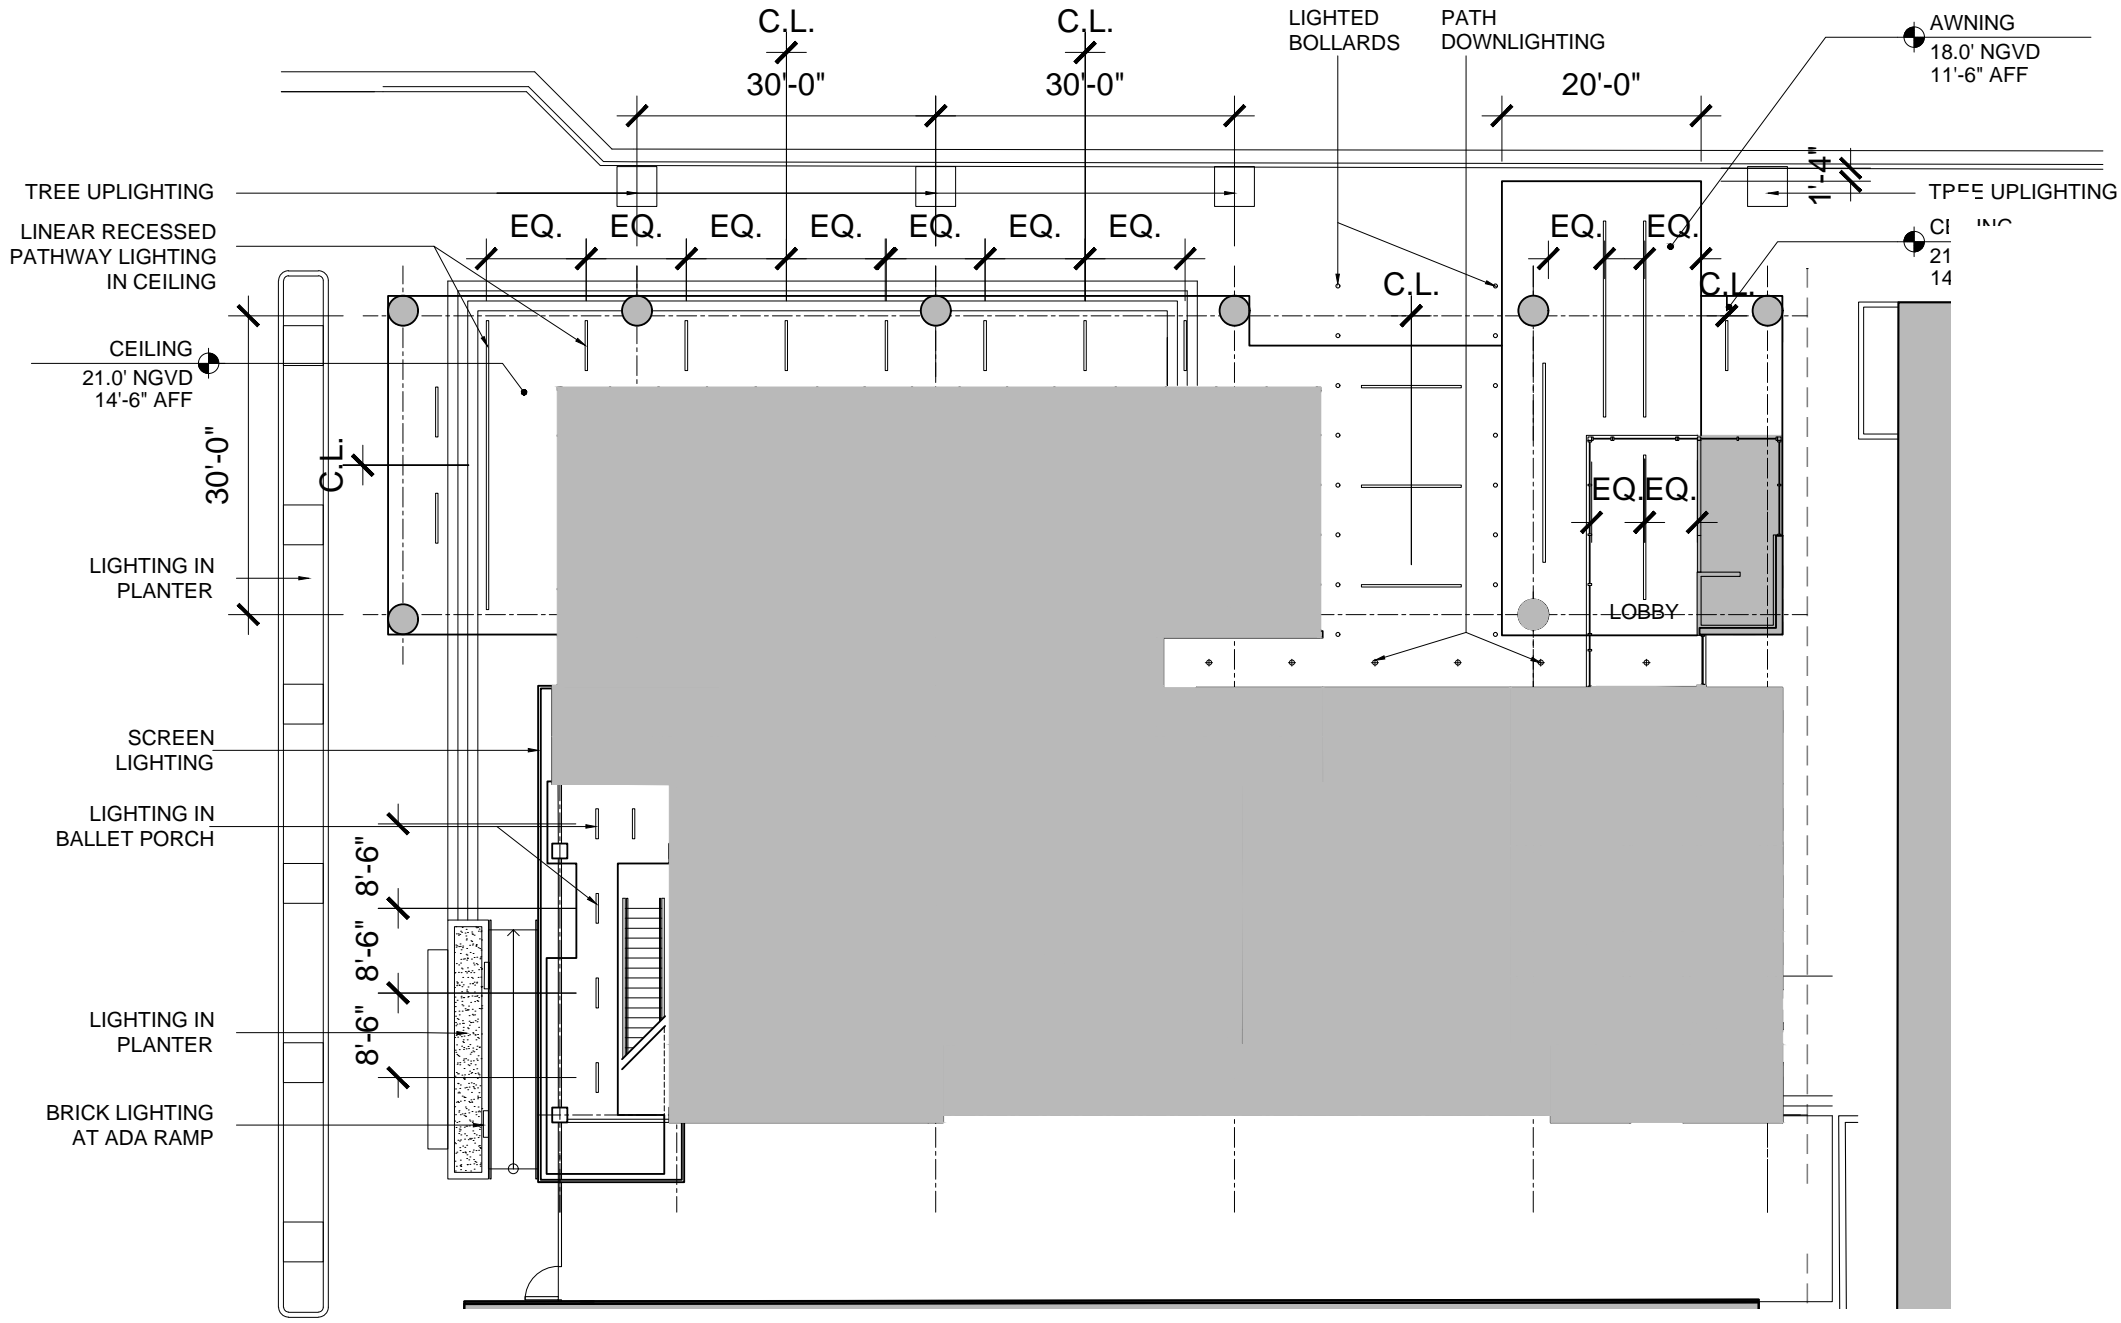 C.L.
C.L.
LIGHTED
BOLLARDS
PATH
DOWNLIGHTING
AWNING
18.0' NGVD
11'-6" AFF
30'-0"
30'-0"
20'-0"
1'-4"
TREE UPLIGHTING
UPLIGHTING
LINEAR RECESSED
PATHWAY LIGHTING
IN CEILING
EQ.
EQ.
EQ.
EQ.
EQ.
EQ.
EQ.
EQ.
EQ.
21
14
C.L.
C.L.
CEILING
21.0' NGVD
14'-6" AFF
30'-0"
C.L.
EQ.
EQ.
LOBBY
LIGHTING IN
PLANTER
SCREEN
LIGHTING
LIGHTING IN
BALLET PORCH
8'-6"
8'-6"
8'-6"
LIGHTING IN
PLANTER
BRICK LIGHTING
AT ADA RAMP